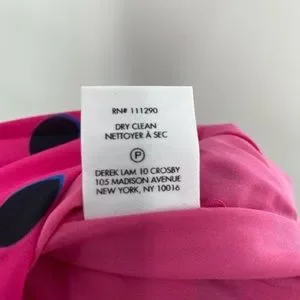 RN# 111290
DRY CLEAN
NETTOYER À SEC
P
DEREK LAM 10 CROSBY
105 MADISON AVENUE
NEW YORK, NY 10016